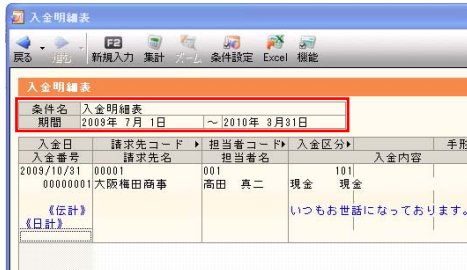 入金明細表
戻る 進む F2 新規入力 集計 ズーム 条件設定 Excel 機能
入金明細表
条件名 入金明細表
期間 2009年 7月 1日 ～ 2010年 3月31日
入金日 請求先コード 担当者コード 入金区分 手形
入金番号 請求先名 担当者名 入金内容
2009/10/31 00001 001 101
00000001 大阪梅田商事 高田 真二 現金 現金
《伝計》 いつもお世話になっております。
《日計》